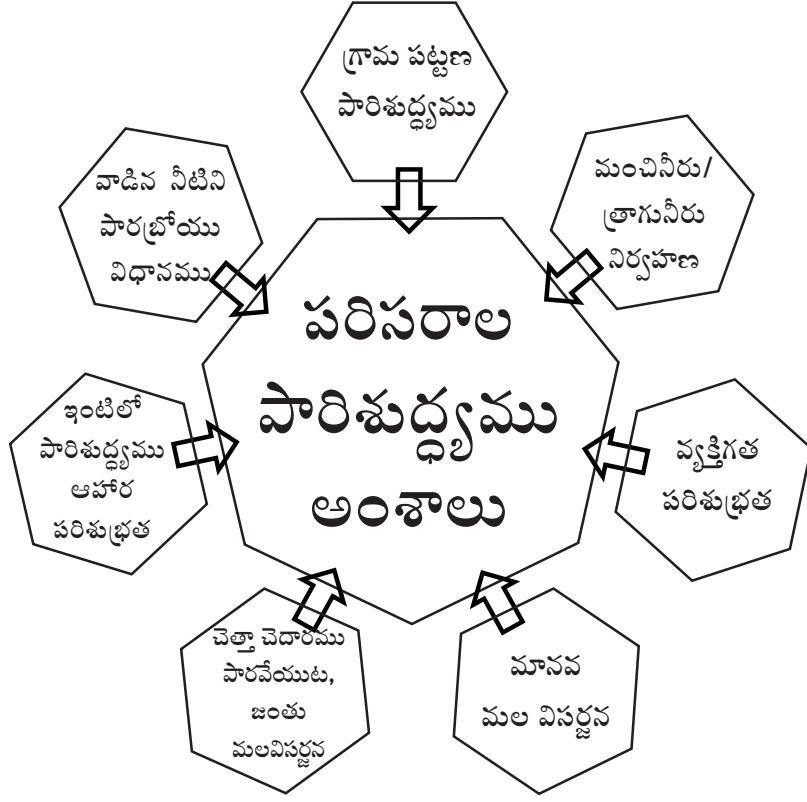 గ్రామ పట్టణ
పారిశుద్ధ్యము
మంచినీరు/
త్రాగునీరు
నిర్వహణ
వ్యక్తిగత
పరిశుభ్రత
మానవ
మల విసర్జన
చెత్తా చెదారము
పారవేయుట,
జంతు
మలవిసర్జన
ఇంటిలో
పారిశుద్ధ్యము
ఆహార
పరిశుభ్రత
వాడిన నీటిని
పారబ్రోయు
విధానము
పరిసరాల
పారిశుద్ధ్యము
అంశాలు